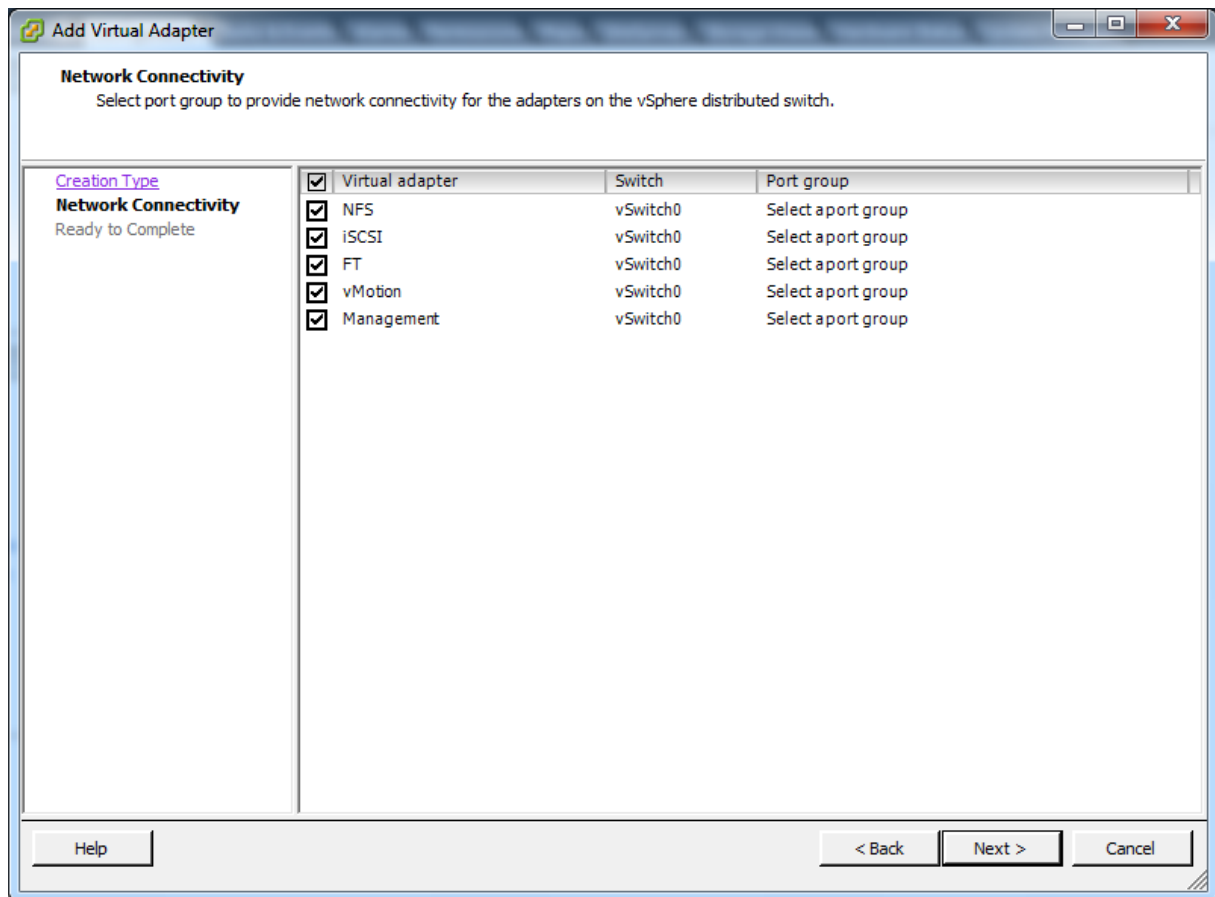 Add Virtual Adapter
Network Connectivity
Select port group to provide network connectivity for the adapters on the vSphere distributed switch.
Creation Type
Network Connectivity
Ready to Complete
Virtual adapter Switch Port group
NFS vSwitch0 Select a port group
iSCSI vSwitch0 Select a port group
FT vSwitch0 Select a port group
vMotion vSwitch0 Select a port group
Management vSwitch0 Select a port group
Help < Back Next > Cancel